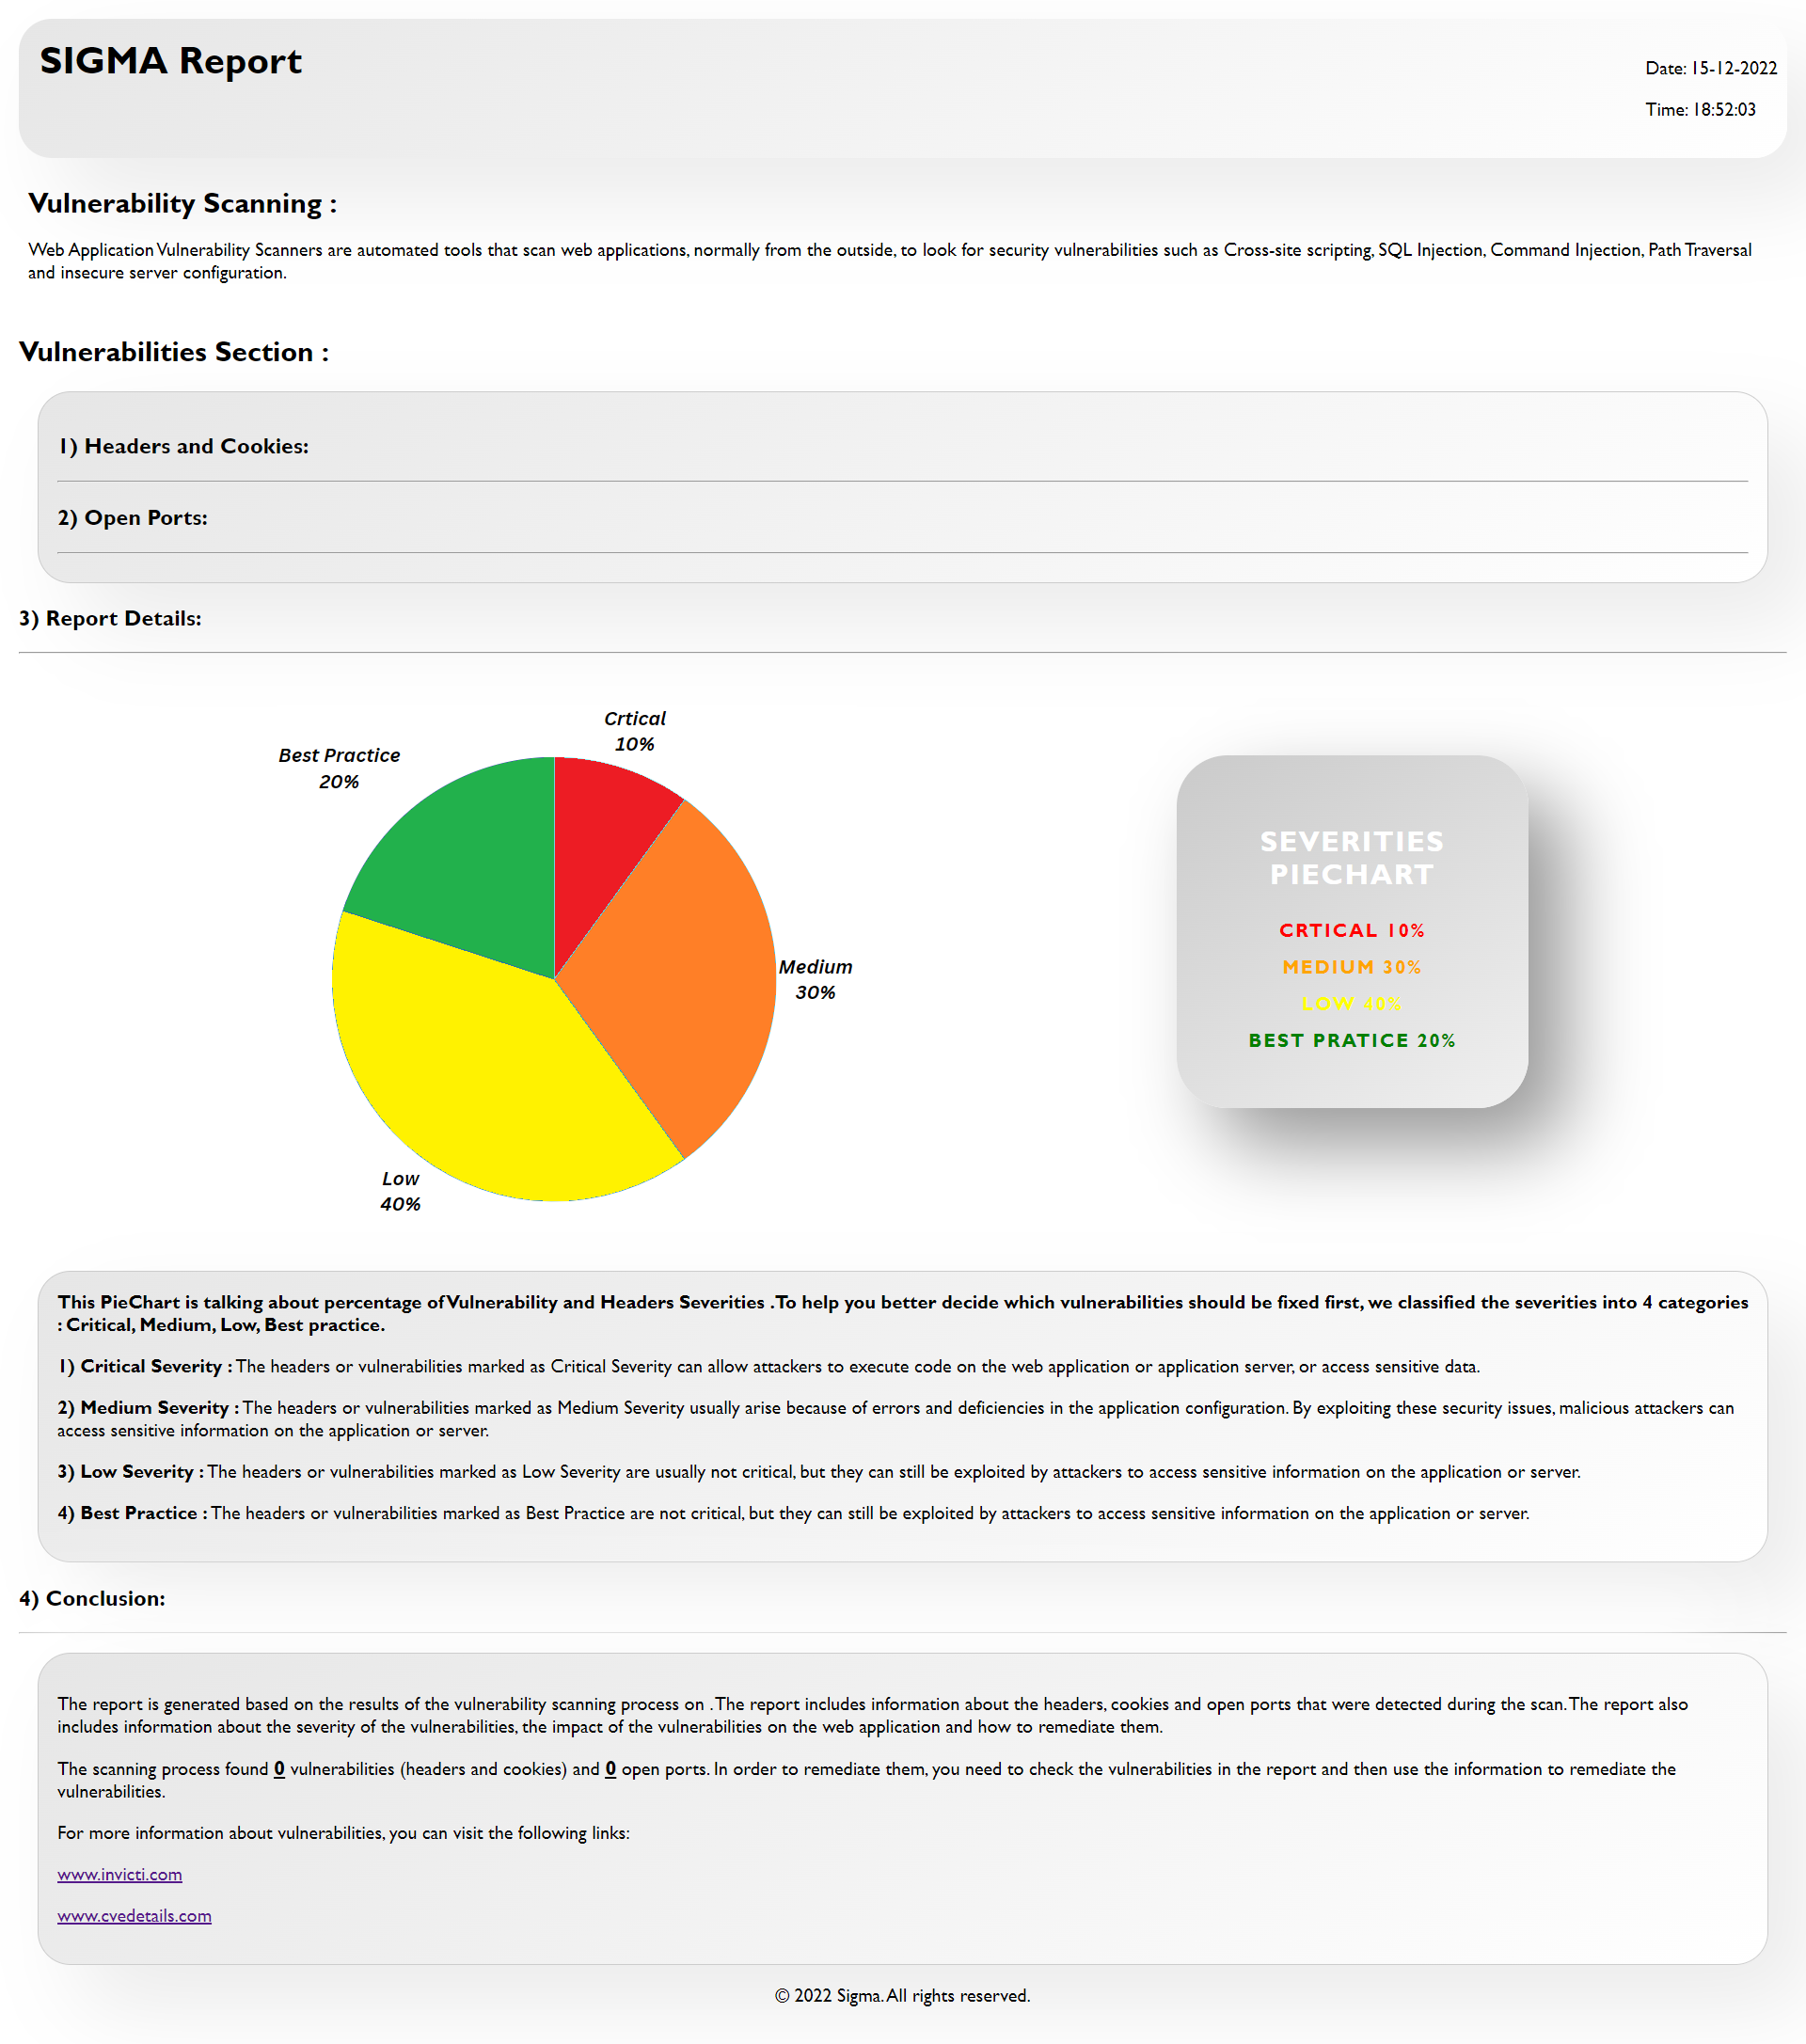 SIGMA Report
Date: 15-12-2022
Time: 18:52:03
Vulnerability Scanning :
Web Application Vulnerability Scanners are automated tools that scan web applications, normally from the outside, to look for security vulnerabilities such as Cross-site scripting, SQL Injection, Command Injection, Path Traversal
and insecure server configuration.
Vulnerabilities Section :
1) Headers and Cookies:
2) Open Ports:
3) Report Details:
Crtical
10%
Best Practice
20%
Medium
30%
Low
40%
SEVERITIES
PIECHART
CRTICAL 10%
MEDIUM 30%
LOW 40%
BEST PRATICE 20%
This PieChart is talking about percentage of Vulnerability and Headers Severities . To help you better decide which vulnerabilities should be fixed first, we classified the severities into 4 categories
: Critical, Medium, Low, Best practice.
1) Critical Severity : The headers or vulnerabilities marked as Critical Severity can allow attackers to execute code on the web application or application server, or access sensitive data.
2) Medium Severity : The headers or vulnerabilities marked as Medium Severity usually arise because of errors and deficiencies in the application configuration. By exploiting these security issues, malicious attackers can
access sensitive information on the application or server.
3) Low Severity : The headers or vulnerabilities marked as Low Severity are usually not critical, but they can still be exploited by attackers to access sensitive information on the application or server.
4) Best Practice : The headers or vulnerabilities marked as Best Practice are not critical, but they can still be exploited by attackers to access sensitive information on the application or server.
4) Conclusion:
The report is generated based on the results of the vulnerability scanning process on . The report includes information about the headers, cookies and open ports that were detected during the scan. The report also
includes information about the severity of the vulnerabilities, the impact of the vulnerabilities on the web application and how to remediate them.
The scanning process found 0 vulnerabilities (headers and cookies) and 0 open ports. In order to remediate them, you need to check the vulnerabilities in the report and then use the information to remediate the
vulnerabilities.
For more information about vulnerabilities, you can visit the following links:
www.invicti.com
www.cvedetails.com
© 2022 Sigma. All rights reserved.